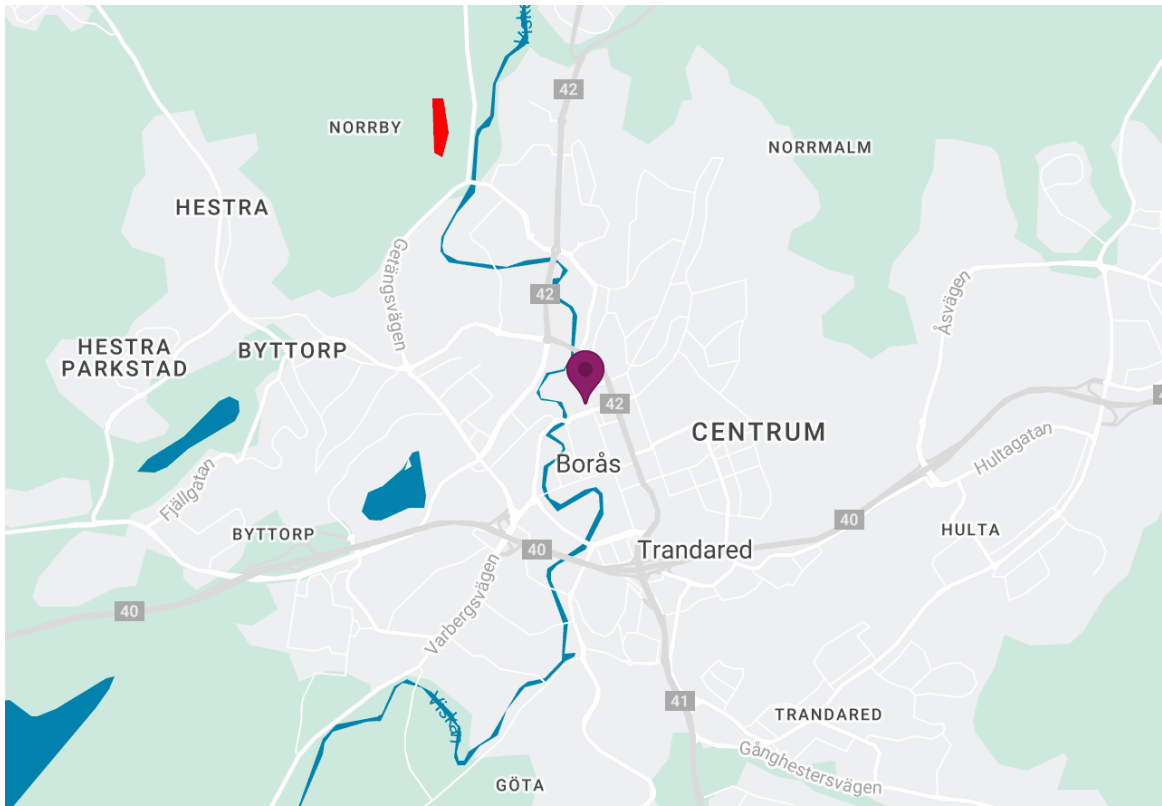 Viska
42
NORRBY
NORRMALM
HESTRA
Getängsvägen
Åsvägen
42
HESTRA
PARKSTAD
BYTTORP
42
CENTRUM
Borås
Hultagatan
Fjällgatan
BYTTORP
40
HULTA
40
Trandared
Varbergsvägen
40
41
Viskan
TRANDARED
Gånghestersvägen
GÖTA